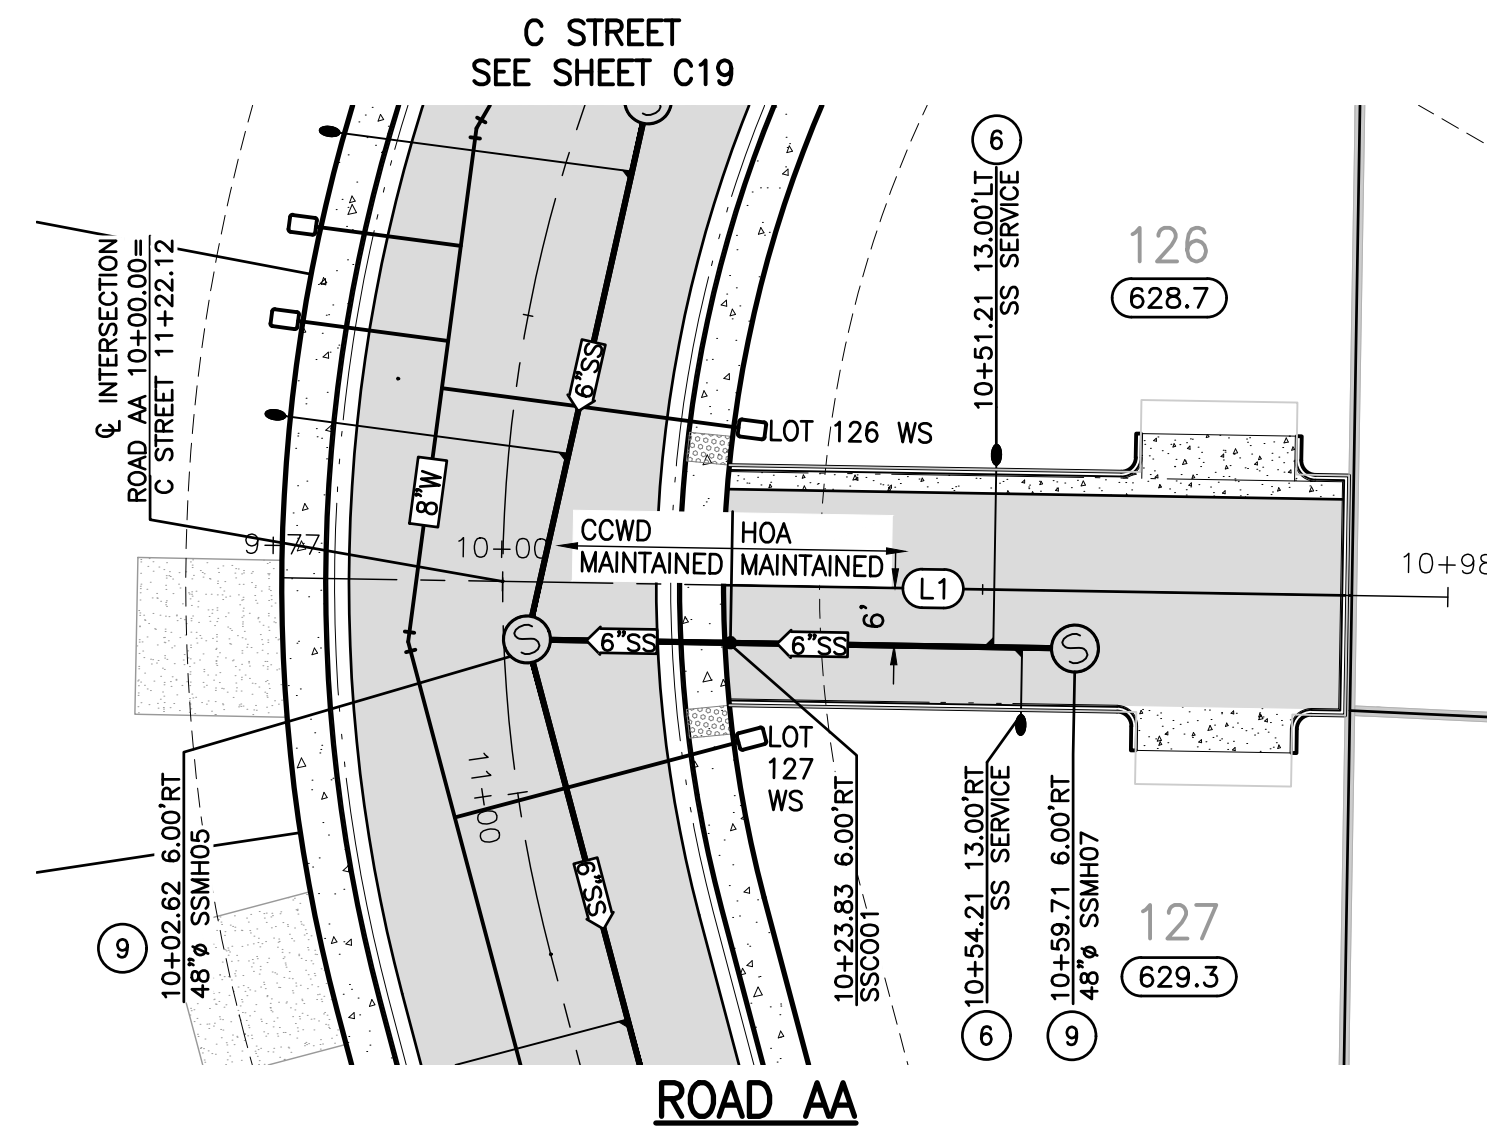 C STREET
SEE SHEET C19
6
10+51.21 13.00'LT
SS SERVICE
126
628.7
℄ INTERSECTION
ROAD AA 10+00.00=
C STREET 11+22.12
6"SS
LOT 126 WS
8"W
9+77
10+00
CCWD
MAINTAINED
HOA
MAINTAINED
L1
10+98
6'
6"SS
6"SS
S
S
S
LOT
127
WS
11+00
6"SS
10+02.62 6.00'RT
48"ø SSMH05
9
10+23.83 6.00'RT
SSCO01
10+54.21 13.00'RT
SS SERVICE
6
10+59.71 6.00'RT
48"ø SSMH07
9
127
629.3
ROAD AA